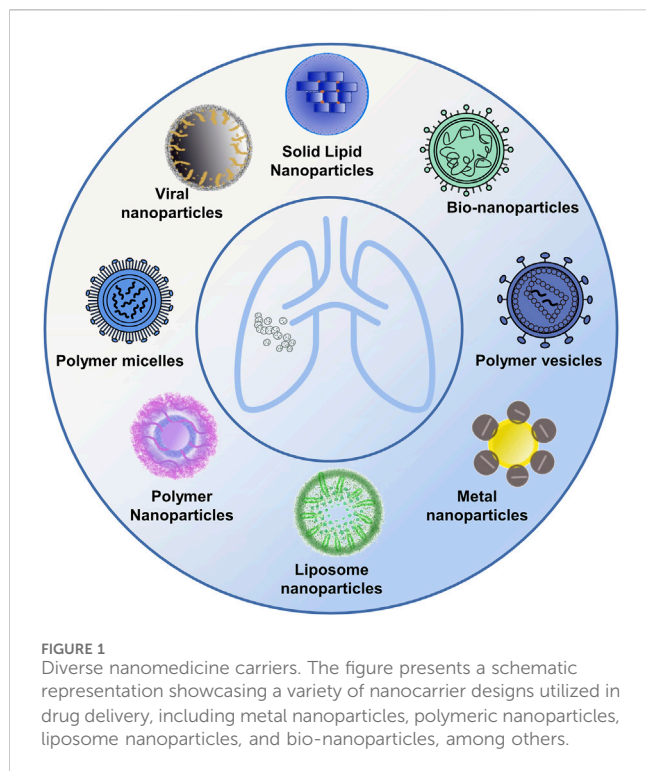 Solid Lipid
Nanoparticles
Viral
nanoparticles
Bio-nanoparticles
Polymer micelles
Polymer vesicles
Polymer
Nanoparticles
Metal
nanoparticles
Liposome
nanoparticles
FIGURE 1
Diverse nanomedicine carriers. The figure presents a schematic
representation showcasing a variety of nanocarrier designs utilized in
drug delivery, including metal nanoparticles, polymeric nanoparticles,
liposome nanoparticles, and bio-nanoparticles, among others.